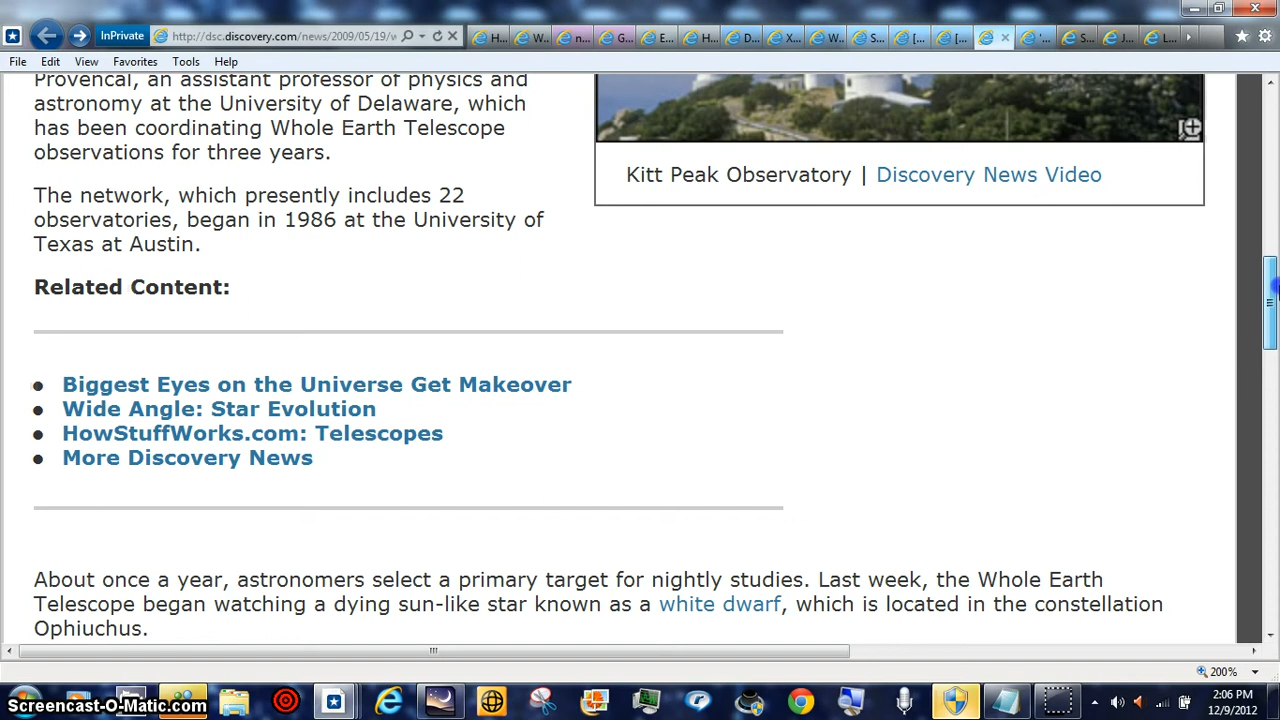 InPrivate
http://dsc.discovery.com/news/2009/05/19/w
H...
W..
n...
G...
E...
H...
D...
X...
W..
S...
[...
[...
'...
S...
J...
L...
File Edit View Favorites Tools Help
Provencal, an assistant professor of physics and
astronomy at the University of Delaware, which
has been coordinating Whole Earth Telescope
observations for three years.
Kitt Peak Observatory | Discovery News Video
The network, which presently includes 22
observatories, began in 1986 at the University of
Texas at Austin.
Related Content:
Biggest Eyes on the Universe Get Makeover
Wide Angle: Star Evolution
HowStuffWorks.com: Telescopes
More Discovery News
About once a year, astronomers select a primary target for nightly studies. Last week, the Whole Earth
Telescope began watching a dying sun-like star known as a white dwarf, which is located in the constellation
Ophiuchus.
200%
Screencast-O-Matic.com
2:06 PM
12/9/2012